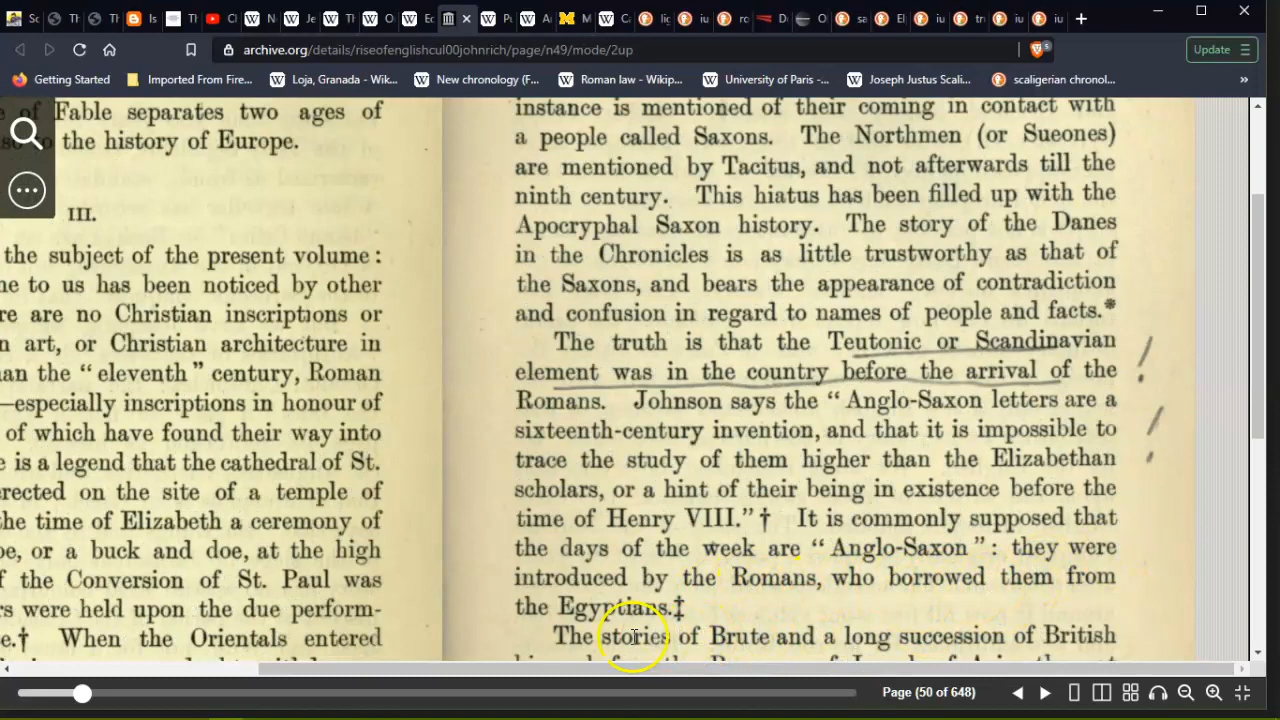 archive.org/details/riseofenglishcul00johnrich/page/n49/mode/2up
Update
Getting Started
Imported From Fire...
Loja, Granada - Wik...
New chronology (F...
Roman law - Wikip...
University of Paris -...
Joseph Justus Scali...
scaligerian chronol...
of Fable separates two ages of
the history of Europe.
III.
the subject of the present volume :
ne to us has been noticed by other
re are no Christian inscriptions or
n art, or Christian architecture in
han the “ eleventh ” century, Roman
—especially inscriptions in honour of
of which have found their way into
e is a legend that the cathedral of St.
erected on the site of a temple of
the time of Elizabeth a ceremony of
oe, or a buck and doe, at the high
f the Conversion of St. Paul was
rs were held upon the due perform-
ce.† When the Orientals entered
instance is mentioned of their coming in contact with
a people called Saxons. The Northmen (or Sueones)
are mentioned by Tacitus, and not afterwards till the
ninth century. This hiatus has been filled up with the
Apocryphal Saxon history. The story of the Danes
in the Chronicles is as little trustworthy as that of
the Saxons, and bears the appearance of contradiction
and confusion in regard to names of people and facts.*
The truth is that the Teutonic or Scandinavian
element was in the country before the arrival of the
Romans. Johnson says the “ Anglo-Saxon letters are a
sixteenth-century invention, and that it is impossible to
trace the study of them higher than the Elizabethan
scholars, or a hint of their being in existence before the
time of Henry VIII.” † It is commonly supposed that
the days of the week are “ Anglo-Saxon ” : they were
introduced by the Romans, who borrowed them from
the Egyptians.‡
The stories of Brute and a long succession of British
Page (50 of 648)